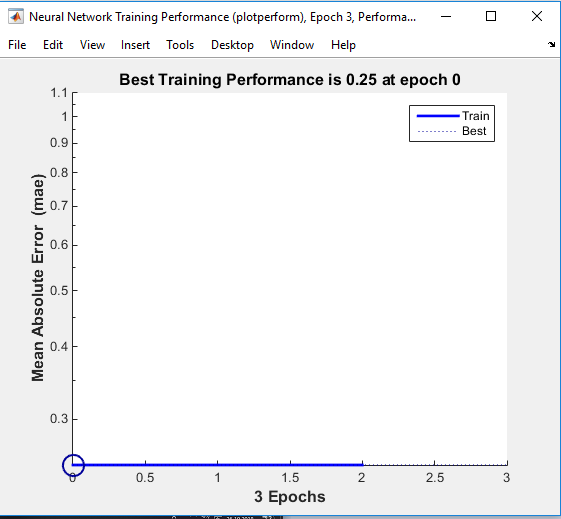 Neural Network Training Performance (plotperform), Epoch 3, Performa...
File Edit View Insert Tools Desktop Window Help
Best Training Performance is 0.25 at epoch 0
1.1
1
0.9
0.8
0.7
0.6
0.5
0.4
0.3
Mean Absolute Error (mae)
Train
Best
0 0.5 1 1.5 2 2.5 3
3 Epochs